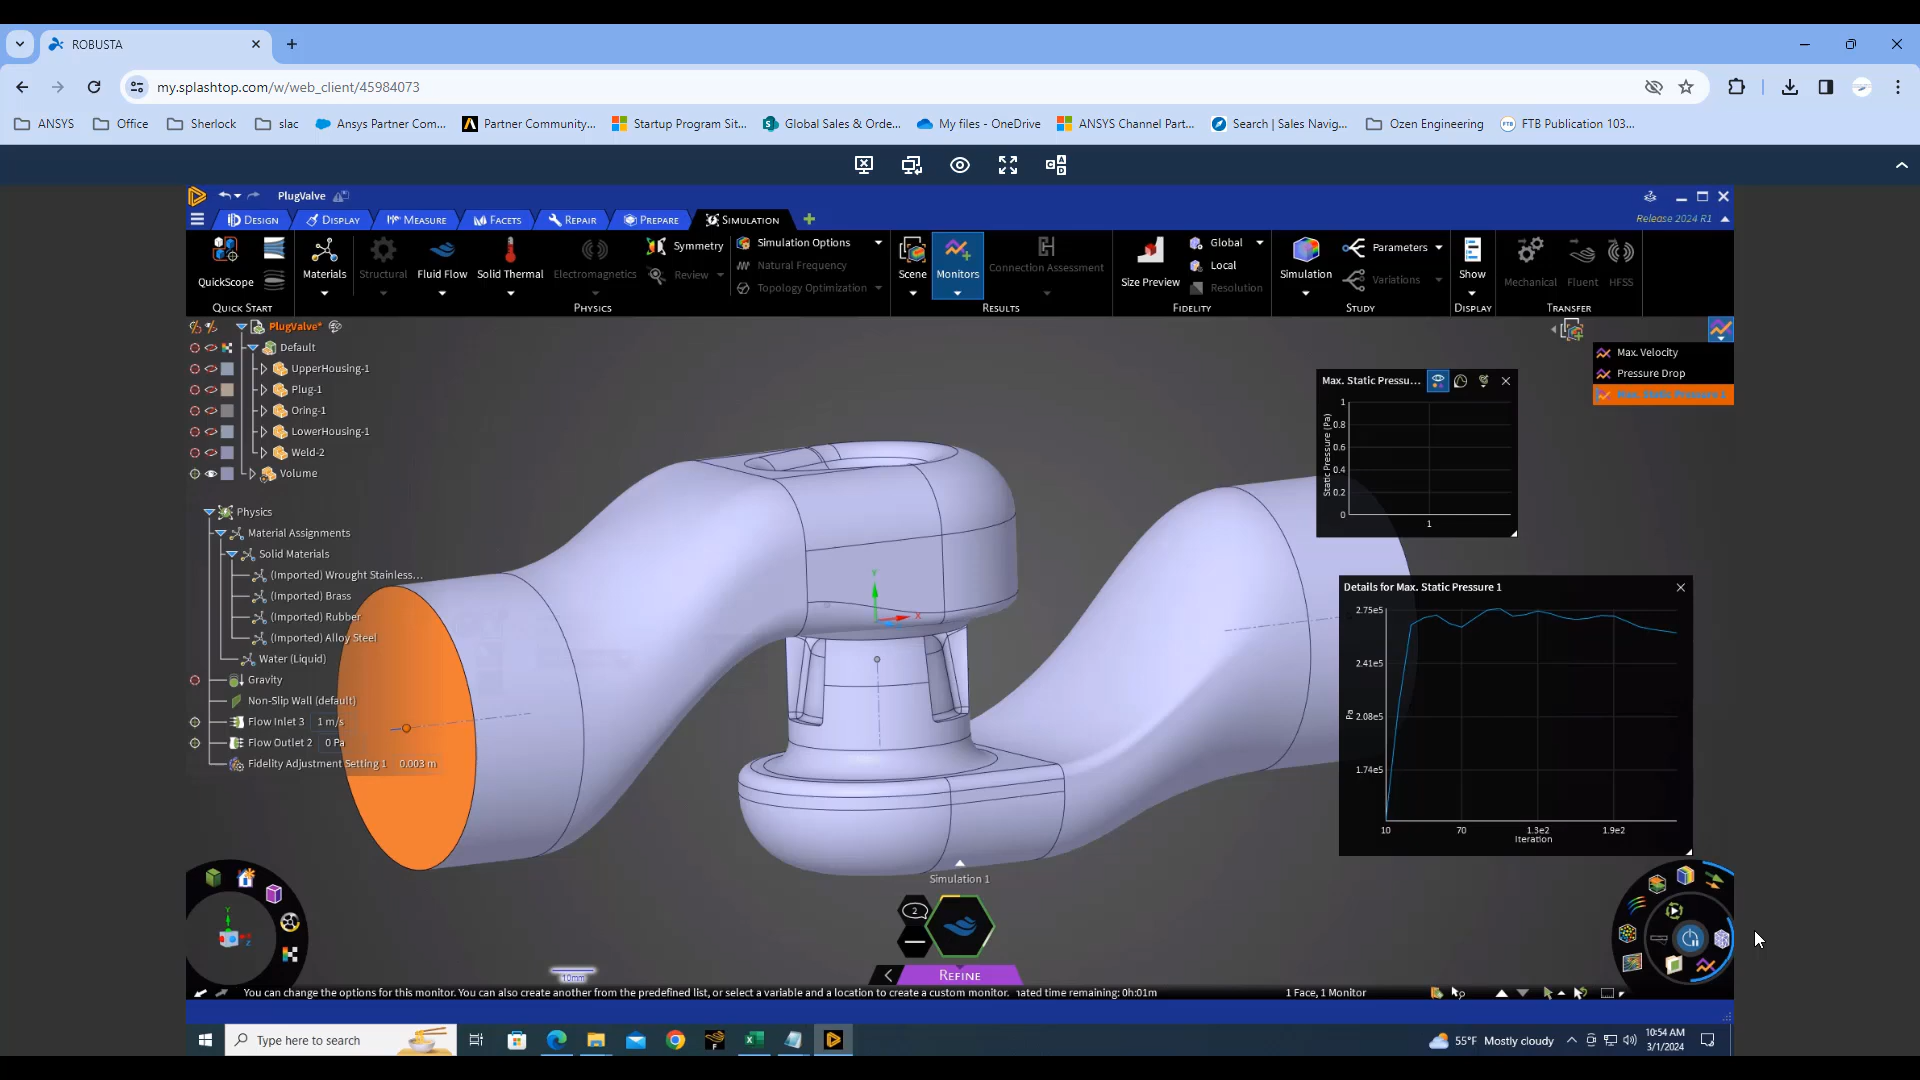 ROBUSTA
my.splashtop.com/w/web_client/45984073
ANSYS Office Sherlock slac Ansys Partner Com... Partner Community... Startup Program Sit... Global Sales & Orde... My files - OneDrive ANSYS Channel Part... Search | Sales Navig... Ozen Engineering FTB FTB Publication 103...
PlugValve
DESIGN DISPLAY MEASURE FACETS REPAIR PREPARE SIMULATION
Release 2024 R1
QuickScope Materials Structural Fluid Flow Solid Thermal Electromagnetics Symmetry Review
Simulation Options
Natural Frequency
Topology Optimization
Scene Monitors Connection Assessment
Size Preview Global Local Resolution
Simulation Parameters Variations Show Mechanical Fluent HFSS
QUICK START PHYSICS RESULTS FIDELITY STUDY DISPLAY TRANSFER
PlugValve*
Default
UpperHousing-1
Plug-1
Oring-1
LowerHousing-1
Weld-2
Volume
Physics
Material Assignments
Solid Materials
(Imported) Wrought Stainless...
(Imported) Brass
(Imported) Rubber
(Imported) Alloy Steel
Water (Liquid)
Gravity
Non-Slip Wall (default)
Flow Inlet 3 1 m/s
Flow Outlet 2 0 Pa
Fidelity Adjustment Setting 1 0.003 m
Max. Velocity
Pressure Drop
Max. Static Pressure 1
Max. Static Pressu...
Static Pressure (Pa)
1
0.8
0.6
0.4
0.2
0
1
Details for Max. Static Pressure 1
2.75e5
2.41e5
Pa
2.08e5
1.74e5
10 70 1.3e2 1.9e2
Iteration
Y
X
Simulation 1
2
REFINE
Y
Z
10mm
You can change the options for this monitor. You can also create another from the predefined list, or select a variable and a location to create a custom monitor. nated time remaining: 0h:01m
1 Face, 1 Monitor
Type here to search
55°F Mostly cloudy
10:54 AM
3/1/2024